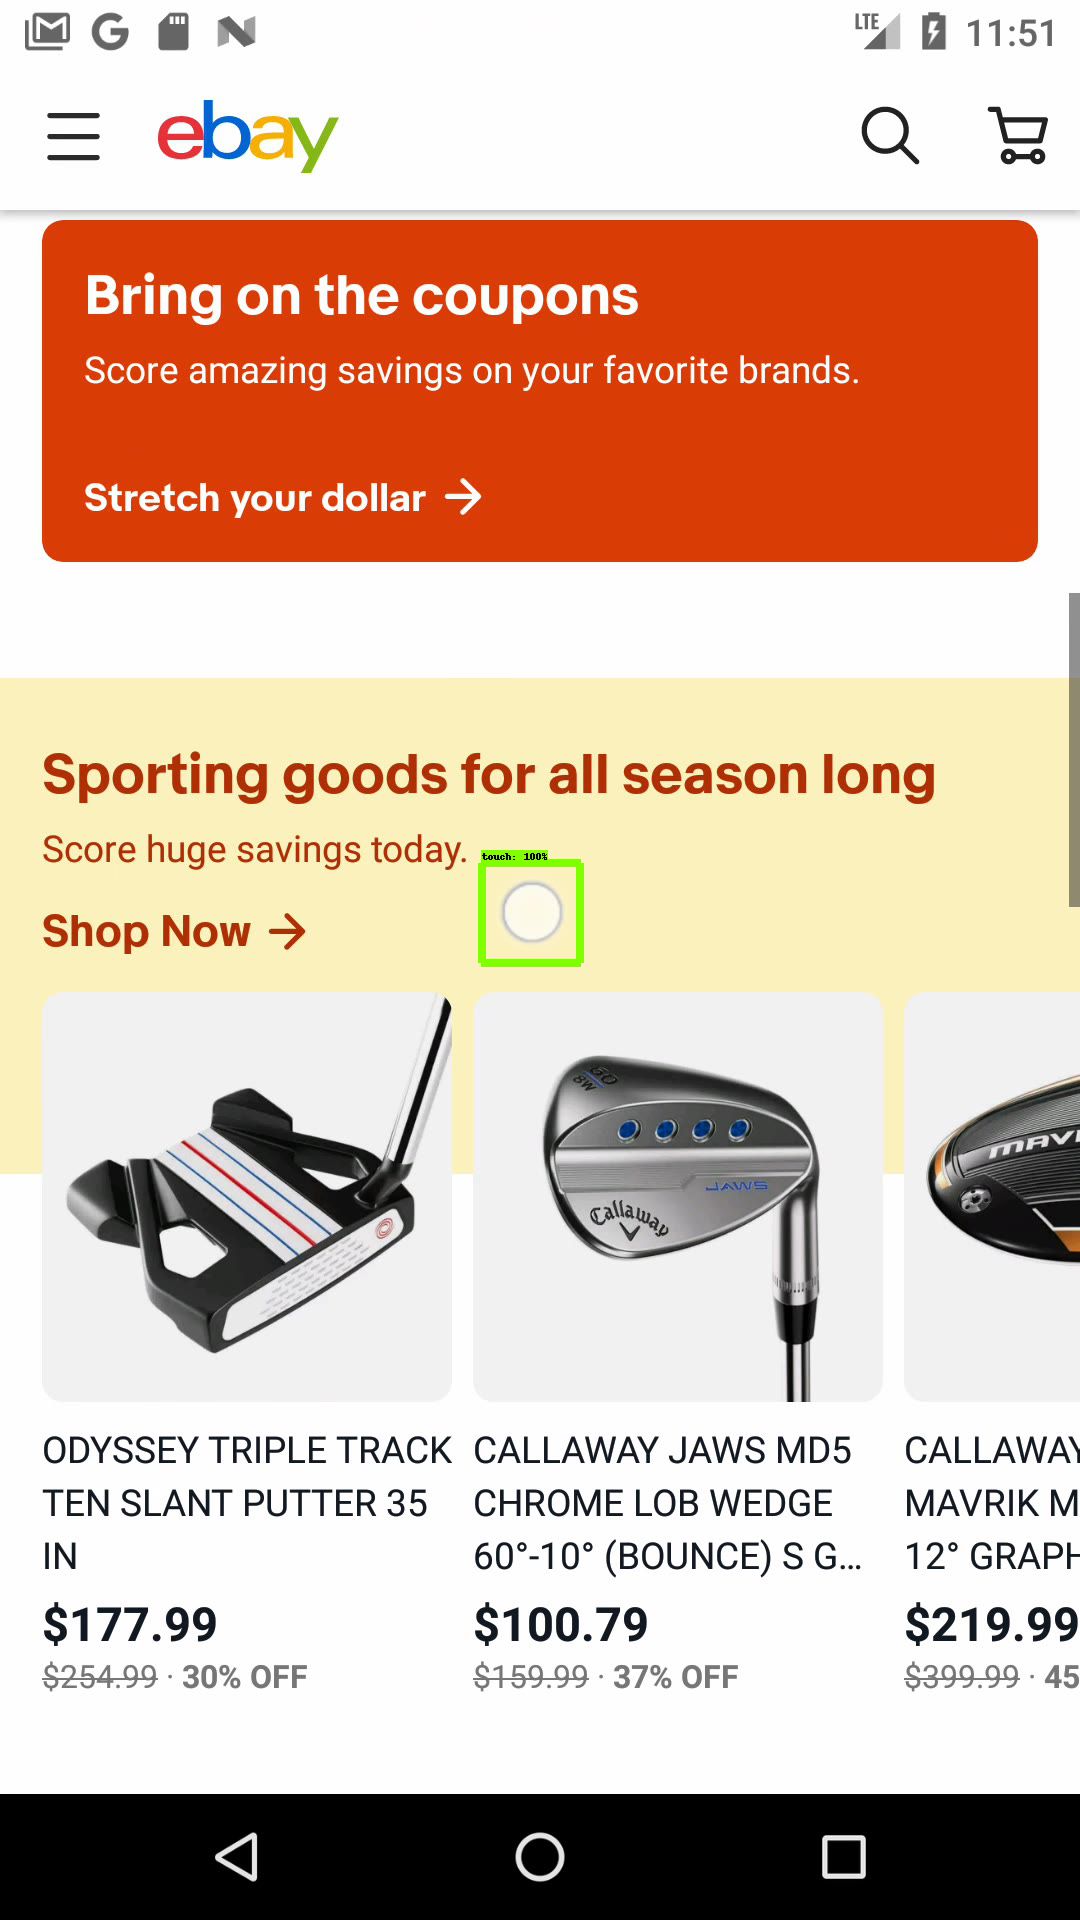 LTE 11:51
ebay
Bring on the coupons
Score amazing savings on your favorite brands.
Stretch your dollar →
Sporting goods for all season long
Score huge savings today.
touch: 100%
Shop Now →
60
8W
JAWS
Callaway
MAVR
ODYSSEY TRIPLE TRACK
TEN SLANT PUTTER 35
IN
$177.99
$254.99 · 30% OFF
CALLAWAY JAWS MD5
CHROME LOB WEDGE
60°-10° (BOUNCE) S G...
$100.79
$159.99 · 37% OFF
CALLAWAY
MAVRIK M
12° GRAPH
$219.99
$399.99 · 45